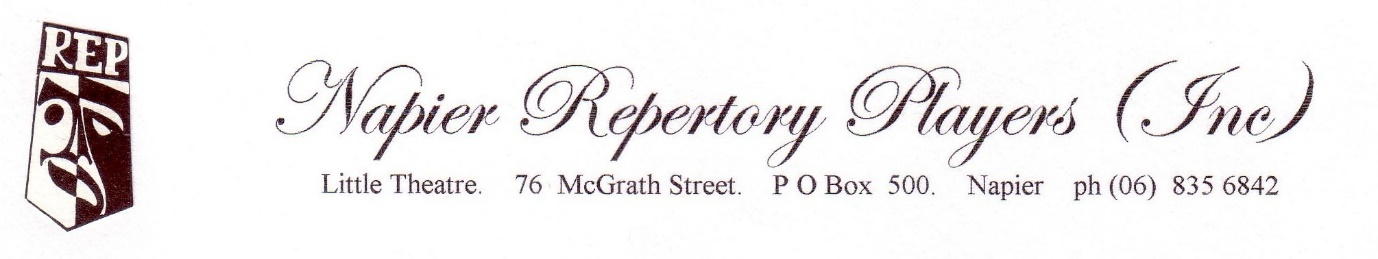 REP
Napier Repertory Players (Inc)
Little Theatre. 76 McGrath Street. P O Box 500. Napier ph (06) 835 6842